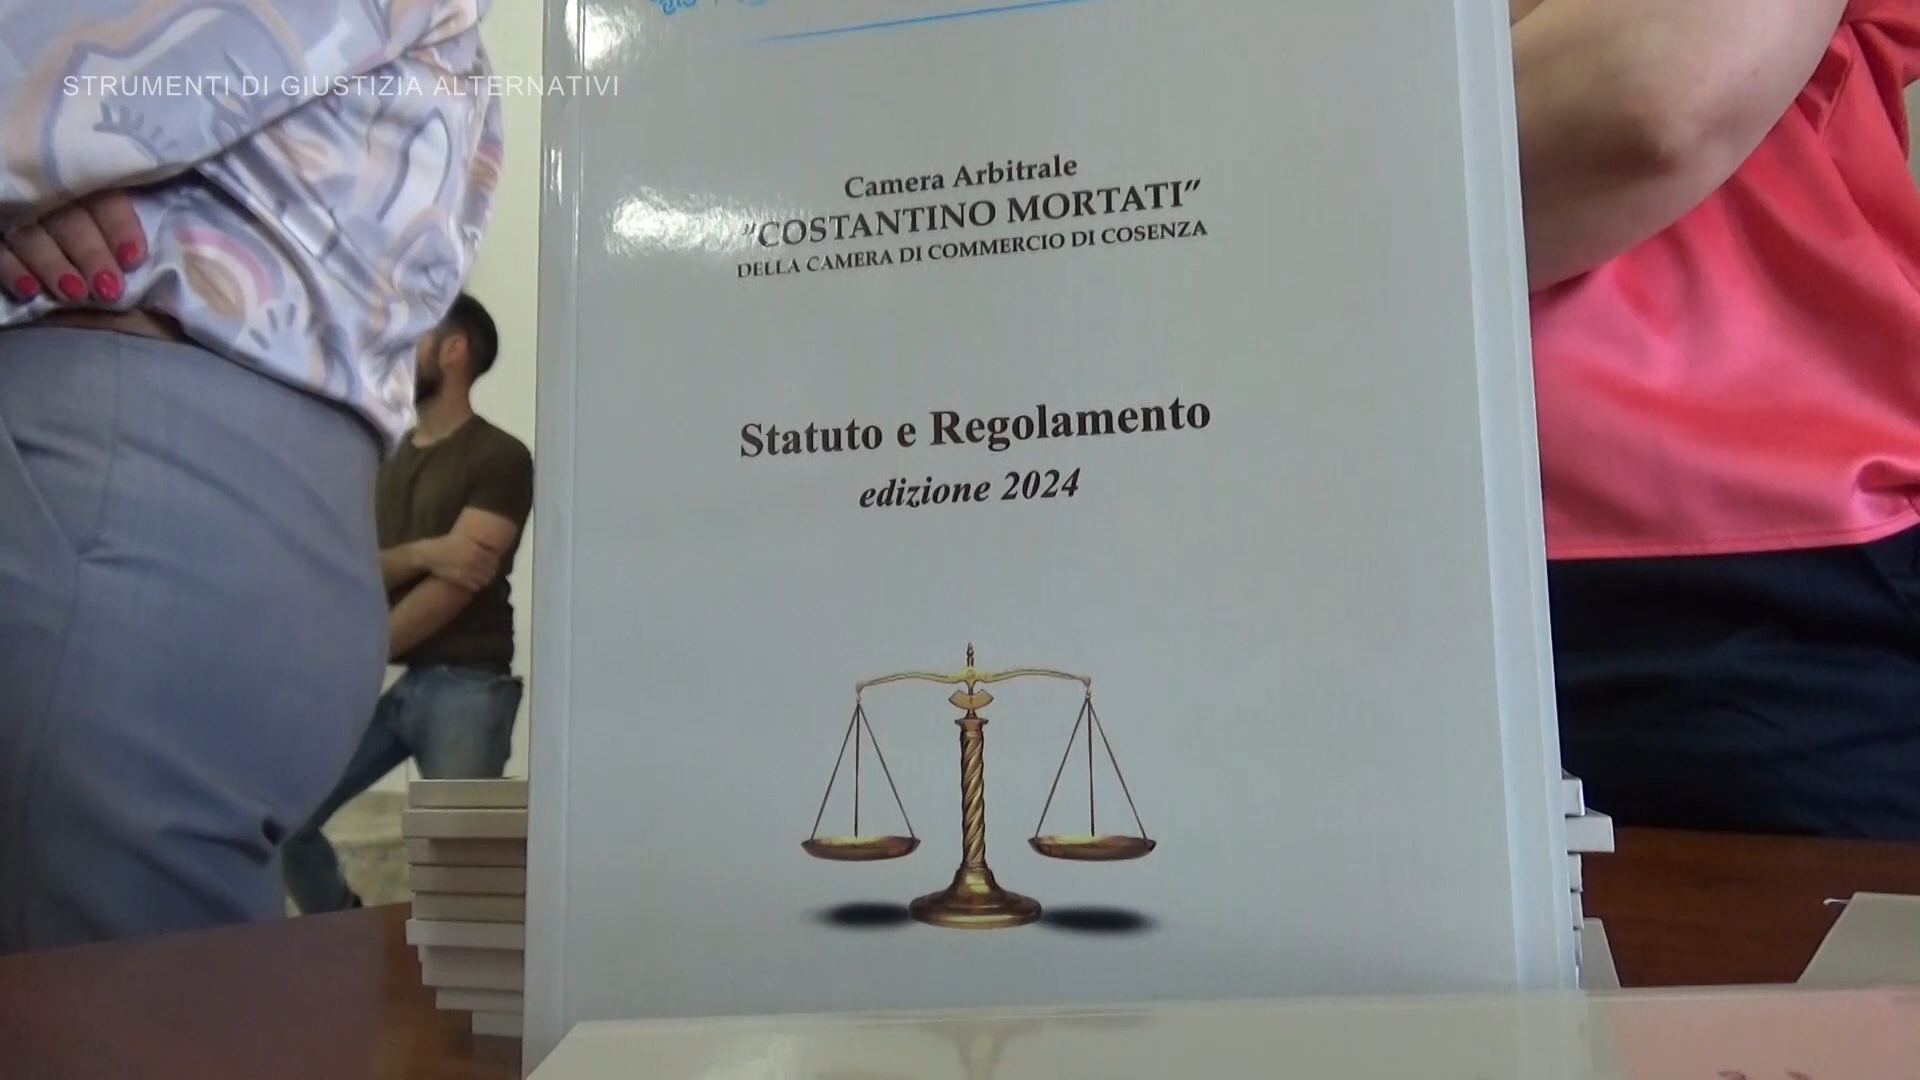 STRUMENTI DI GIUSTIZIA ALTERNATIVI
Camera Arbitrale
"COSTANTINO MORTATI"
DELLA CAMERA DI COMMERCIO DI COSENZA
Statuto e Regolamento
edizione 2024